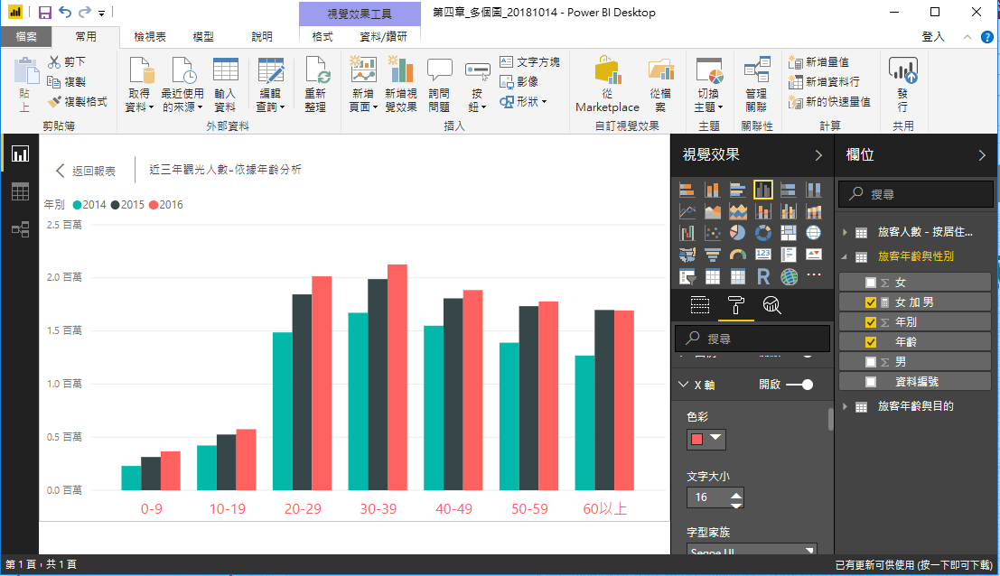 視覺效果工具
第四章_多個圖_20181014 - Power BI Desktop
檔案 常用 檢視表 模型 說明 格式 資料/鑽研 登入
貼上
剪下
複製
複製格式
剪貼簿
取得資料
最近使用的來源
輸入資料
編輯查詢
重新整理
外部資料
新增頁面
新增視覺效果
詢問問題
按鈕
文字方塊
影像
形狀
插入
從 Marketplace
從檔案
自訂視覺效果
切換主題
主題
管理關聯
關聯性
新增量值
新增資料行
新的快速量值
計算
發行
共用
返回報表
近三年觀光人數-依據年齡分析
年別 2014 2015 2016
2.5 百萬
2.0 百萬
1.5 百萬
1.0 百萬
0.5 百萬
0.0 百萬
0-9 10-19 20-29 30-39 40-49 50-59 60以上
視覺效果
搜尋
X 軸 開啟
色彩
文字大小
16
字型家族
Segoe UI
欄位
搜尋
旅客人數 - 按居住...
旅客年齡與性別
女
女 加 男
年別
年齡
男
資料編號
旅客年齡與目的
第 1 頁，共 1 頁
已有更新可供使用 (按一下即可下載)